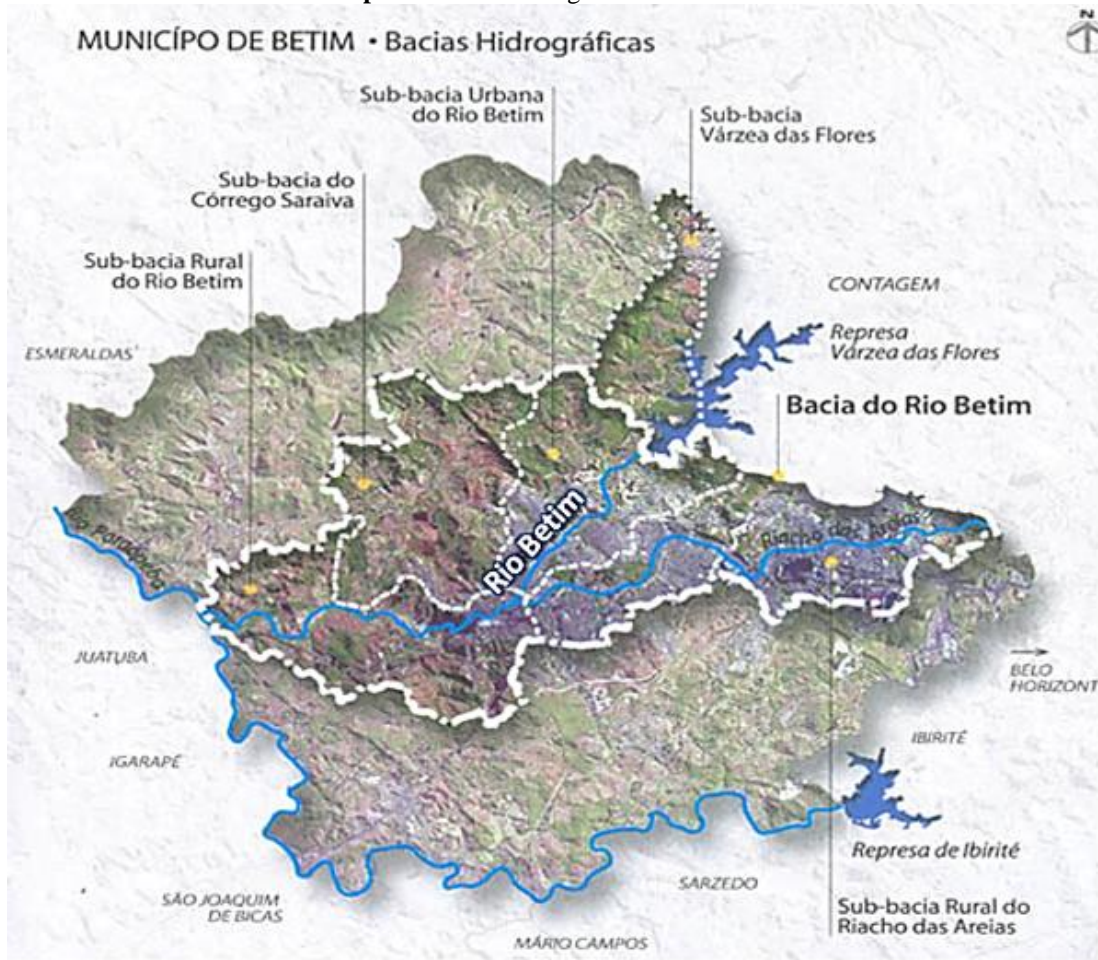 MUNICÍPO DE BETIM • Bacias Hidrográficas
N
Sub-bacia Urbana
do Rio Betim
Sub-bacia
Várzea das Flores
Sub-bacia do
Córrego Saraiva
Sub-bacia Rural
do Rio Betim
CONTAGEM
ESMERALDAS
Represa
Várzea das Flores
Bacia do Rio Betim
Rio Betim
Riacho das Areias
Paraopeba
JUATUBA
BELO
HORIZONT
IGARAPÉ
IBIRITÉ
Represa de Ibirité
SÃO JOAQUIM
DE BICAS
SARZEDO
Sub-bacia Rural do
Riacho das Areias
MÁRIO CAMPOS